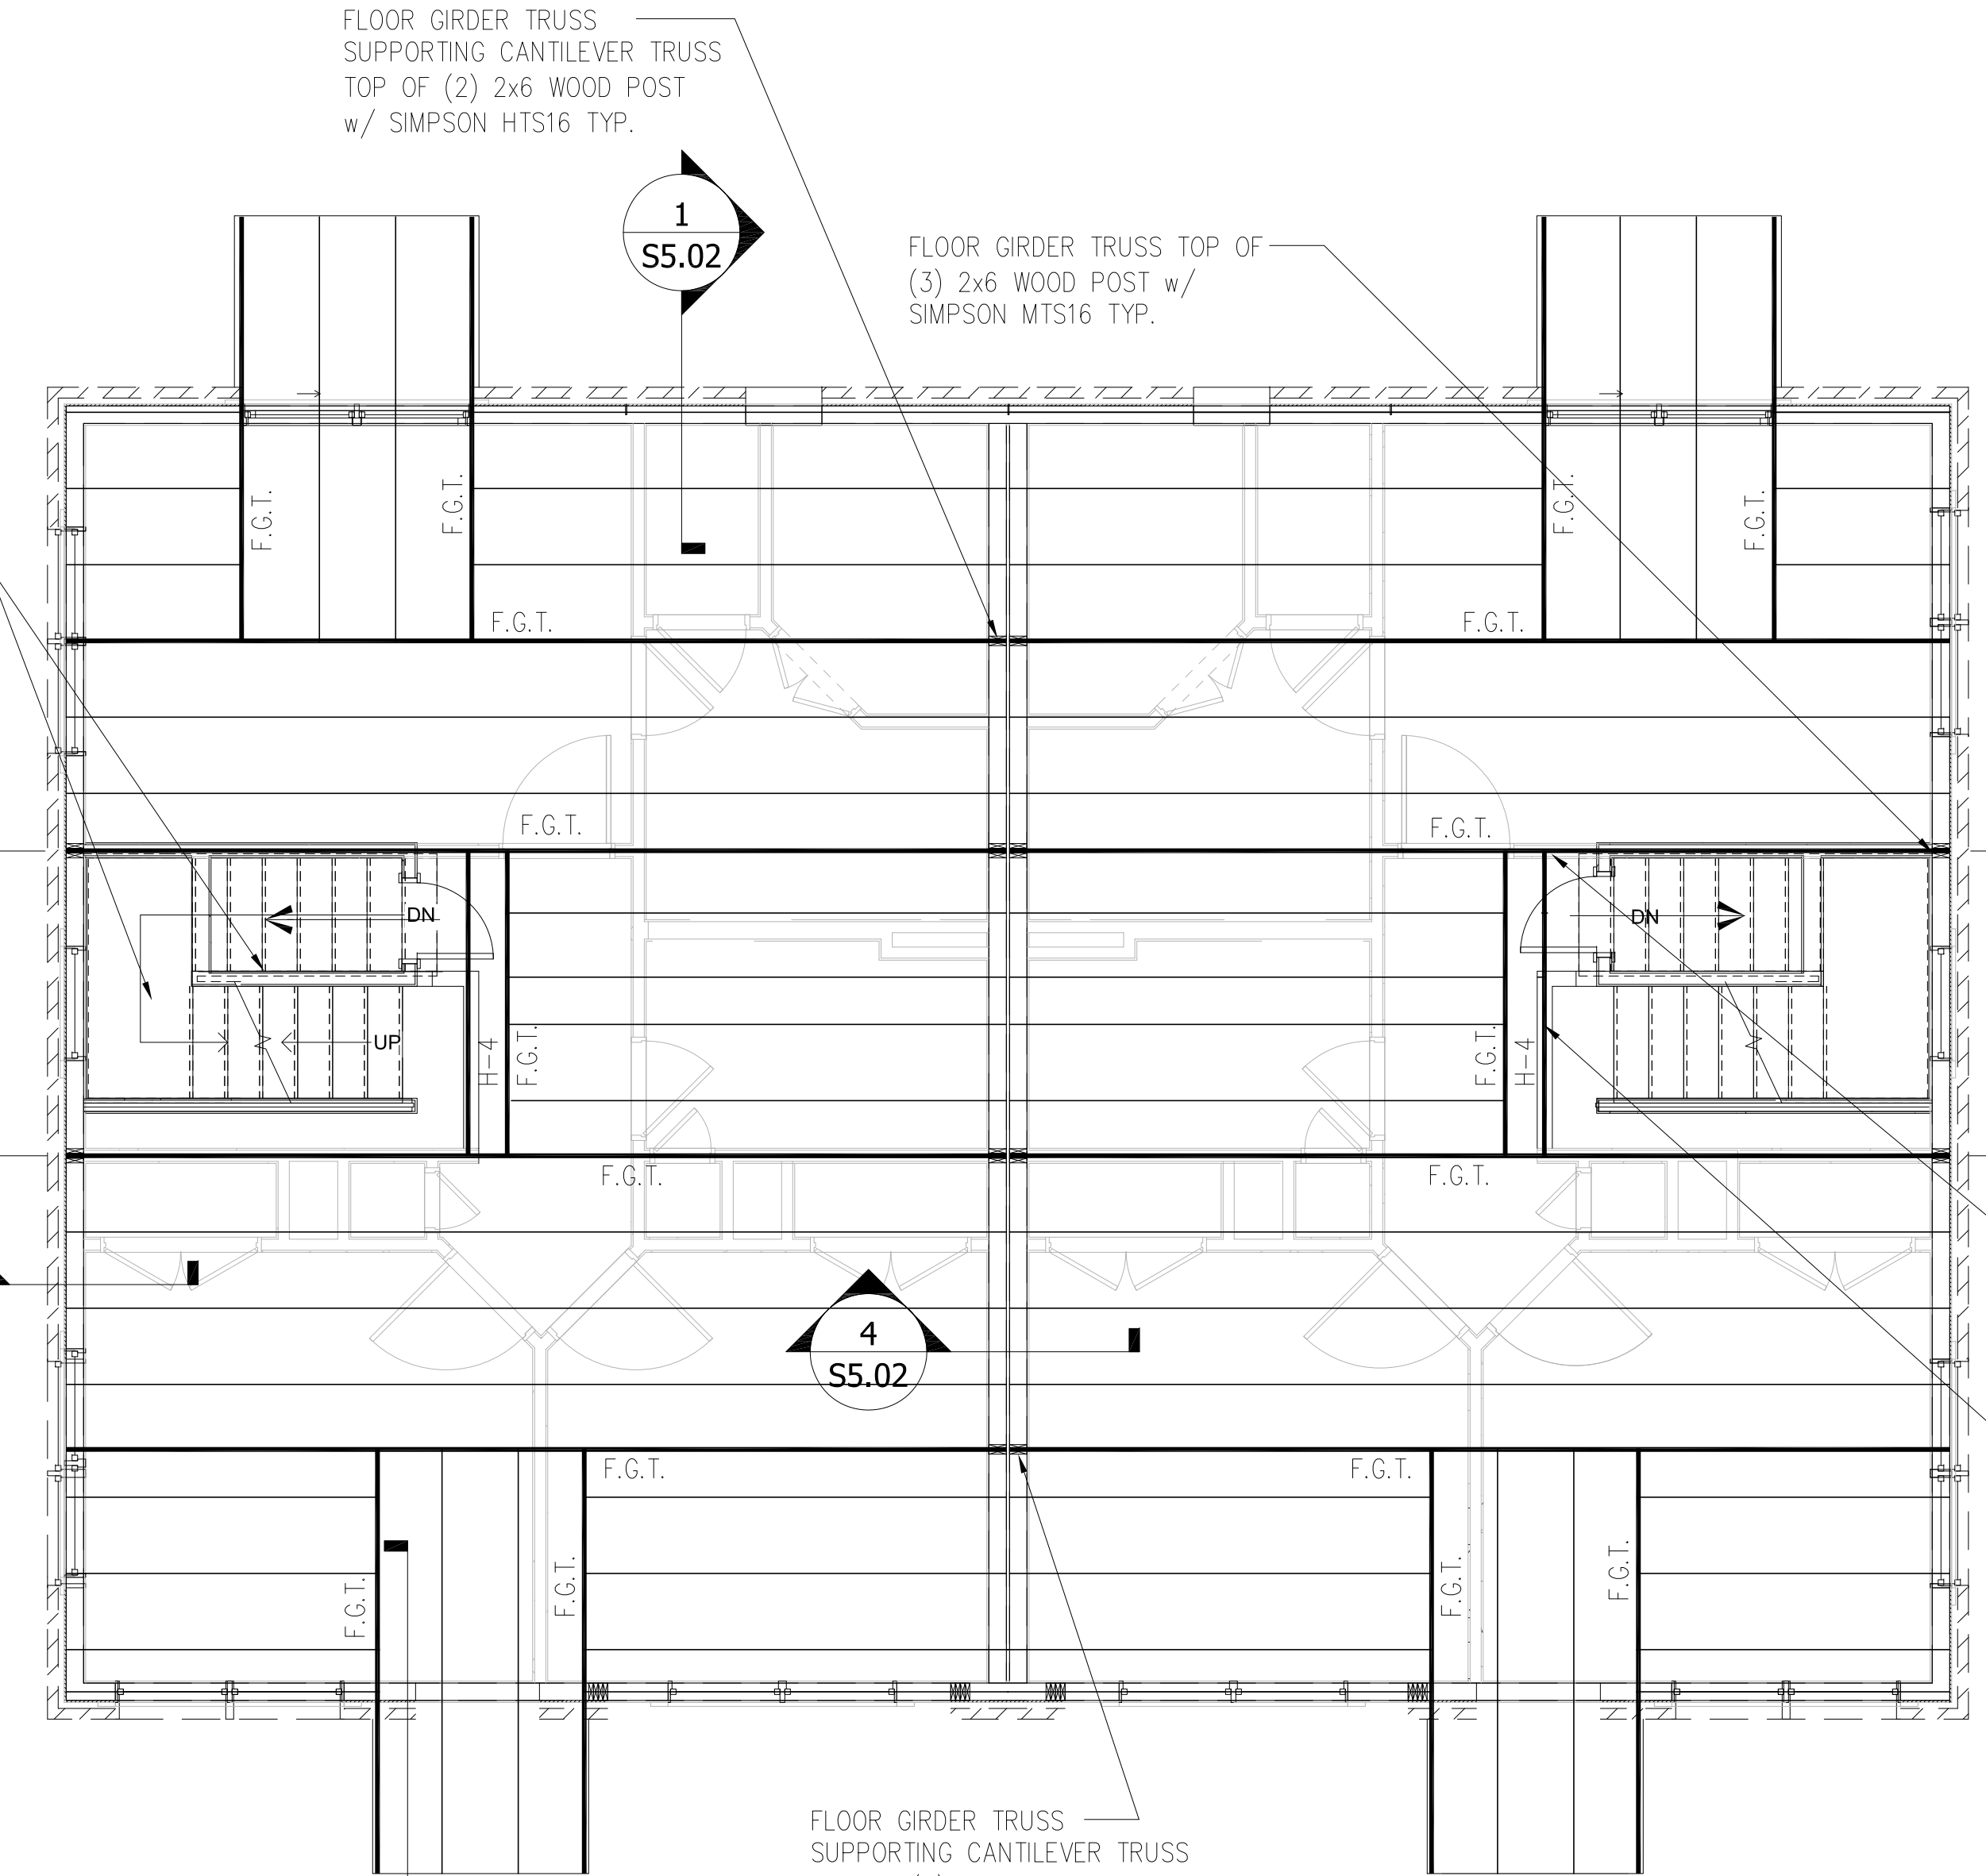 FLOOR GIRDER TRUSS
SUPPORTING CANTILEVER TRUSS
TOP OF (2) 2x6 WOOD POST
w/ SIMPSON HTS16 TYP.
1
S5.02
FLOOR GIRDER TRUSS TOP OF
(3) 2x6 WOOD POST w/
SIMPSON MTS16 TYP.
F.G.T.
F.G.T.
F.G.T.
F.G.T.
F.G.T.
F.G.T.
F.G.T.
F.G.T.
DN
DN
UP
H-4
F.G.T.
F.G.T.
H-4
F.G.T.
F.G.T.
4
S5.02
F.G.T.
F.G.T.
F.G.T.
F.G.T.
F.G.T.
F.G.T.
FLOOR GIRDER TRUSS
SUPPORTING CANTILEVER TRUSS